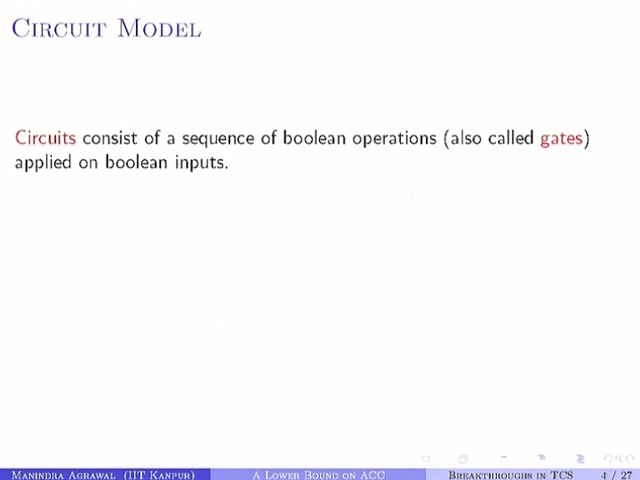 CIRCUIT MODEL
Circuits consist of a sequence of boolean operations (also called gates)
applied on boolean inputs.
MANINDRA AGRAWAL (IIT KANPUR) A LOWER BOUND ON ACC BREAKTHROUGHS IN TCS 4 / 27